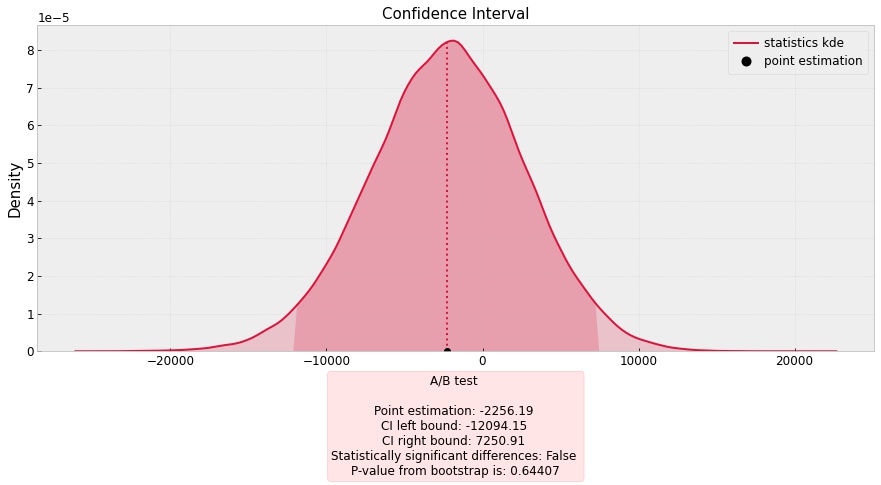 Confidence Interval
1e−5
statistics kde
point estimation
8
7
6
5
4
3
2
1
0
Density
−20000
−10000
0
10000
20000
A/B test
Point estimation: -2256.19
CI left bound: -12094.15
CI right bound: 7250.91
Statistically significant differences: False
P-value from bootstrap is: 0.64407